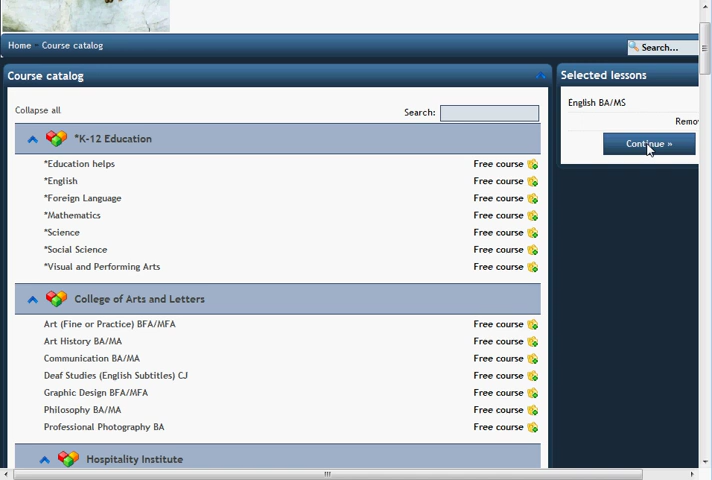 Home - Course catalog
Search...
Course catalog
Selected lessons
Collapse all
Search:
English BA/MS
Remov
Continue »
*K-12 Education
*Education helps Free course
*English Free course
*Foreign Language Free course
*Mathematics Free course
*Science Free course
*Social Science Free course
*Visual and Performing Arts Free course
College of Arts and Letters
Art (Fine or Practice) BFA/MFA Free course
Art History BA/MA Free course
Communication BA/MA Free course
Deaf Studies (English Subtitles) CJ Free course
Graphic Design BFA/MFA Free course
Philosophy BA/MA Free course
Professional Photography BA Free course
Hospitality Institute